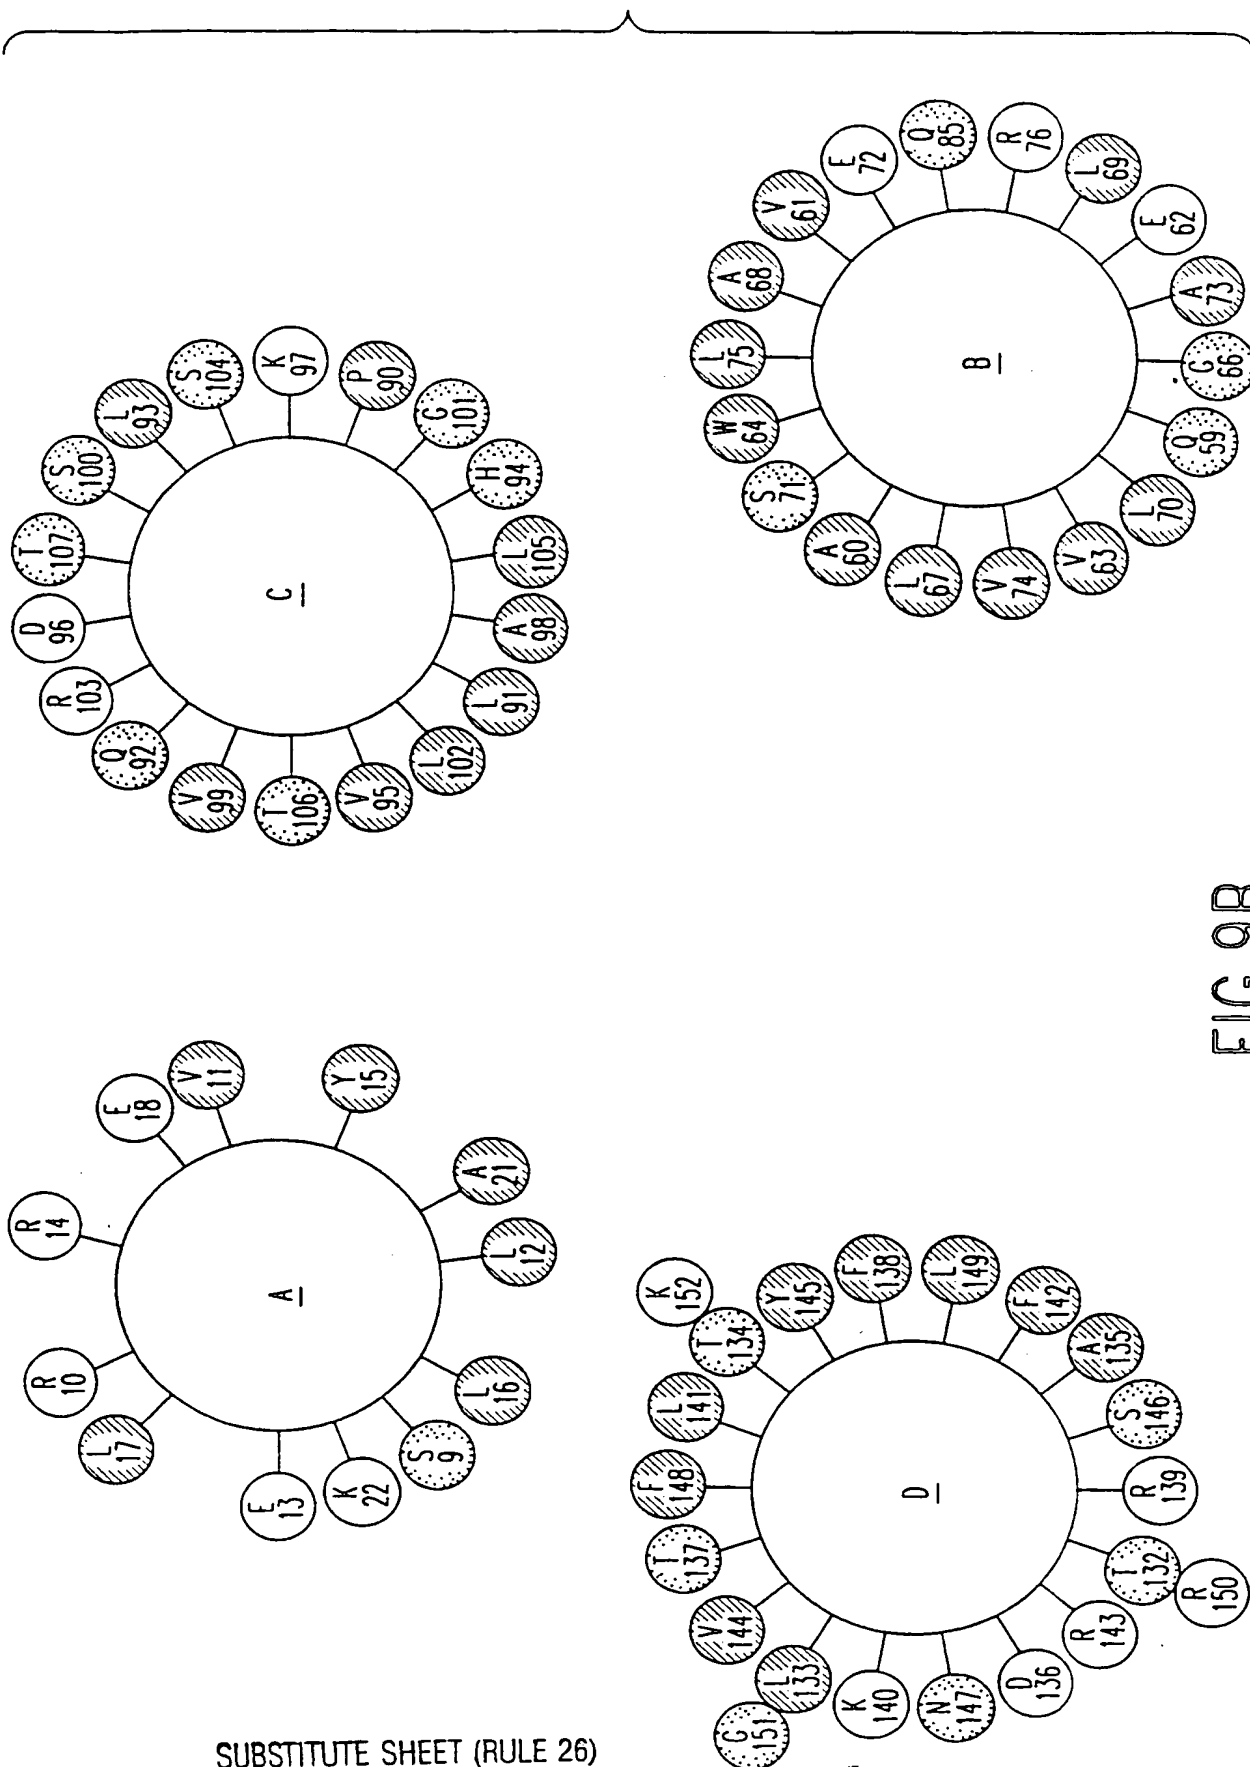 C
T 107
S 100
L 93
S 104
K 97
P 90
G 101
H 94
L 105
A 98
L 91
L 102
V 95
T 106
V 99
Q 92
R 103
D 96
B
L 75
A 68
V 61
E 72
Q 85
R 76
L 69
E 62
A 73
G 66
Q 59
L 70
V 63
V 74
L 67
A 60
S 71
W 64
A
R 14
E 18
V 11
Y 15
A 21
L 12
L 16
S 9
K 22
E 13
L 17
R 10
D
F 148
L 141
T 134
K 152
Y 145
F 138
L 149
F 142
A 135
S 146
R 139
T 132
R 150
R 143
D 136
N 147
K 140
L 133
G 151
V 144
T 137
FIG. 9B
SUBSTITUTE SHEET (RULE 26)